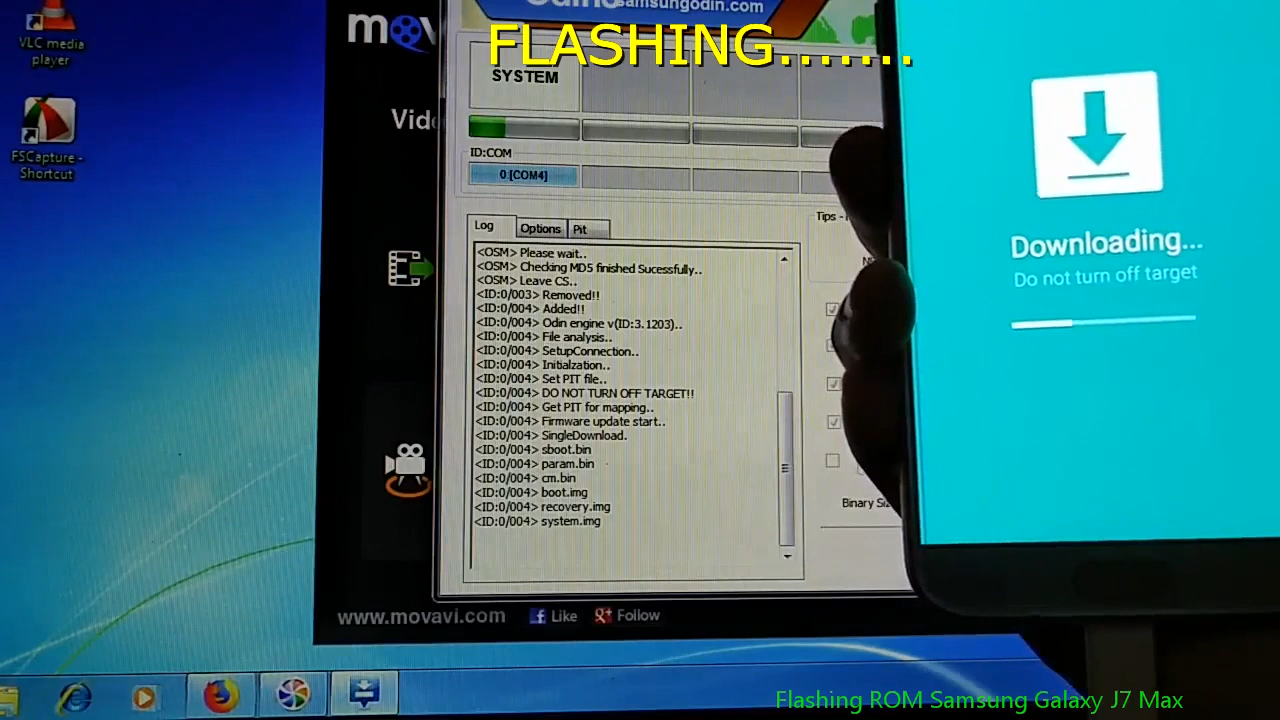 VLC media
player
FSCapture -
Shortcut
samsungodin.com
FLASHING.......
SYSTEM
ID:COM
0:[COM4]
Log
Options
Pit
<OSM> Please wait..
<OSM> Checking MD5 finished Sucessfully..
<OSM> Leave CS..
<ID:0/003> Removed!!
<ID:0/004> Added!!
<ID:0/004> Odin engine v(ID:3.1203)..
<ID:0/004> File analysis..
<ID:0/004> SetupConnection..
<ID:0/004> Initialzation..
<ID:0/004> Set PIT file..
<ID:0/004> DO NOT TURN OFF TARGET!!
<ID:0/004> Get PIT for mapping..
<ID:0/004> Firmware update start..
<ID:0/004> SingleDownload.
<ID:0/004> sboot.bin
<ID:0/004> param.bin
<ID:0/004> cm.bin
<ID:0/004> boot.img
<ID:0/004> recovery.img
<ID:0/004> system.img
Tips -
Binary
Downloading...
Do not turn off target
www.movavi.com
Like
Follow
Flashing ROM Samsung Galaxy J7 Max